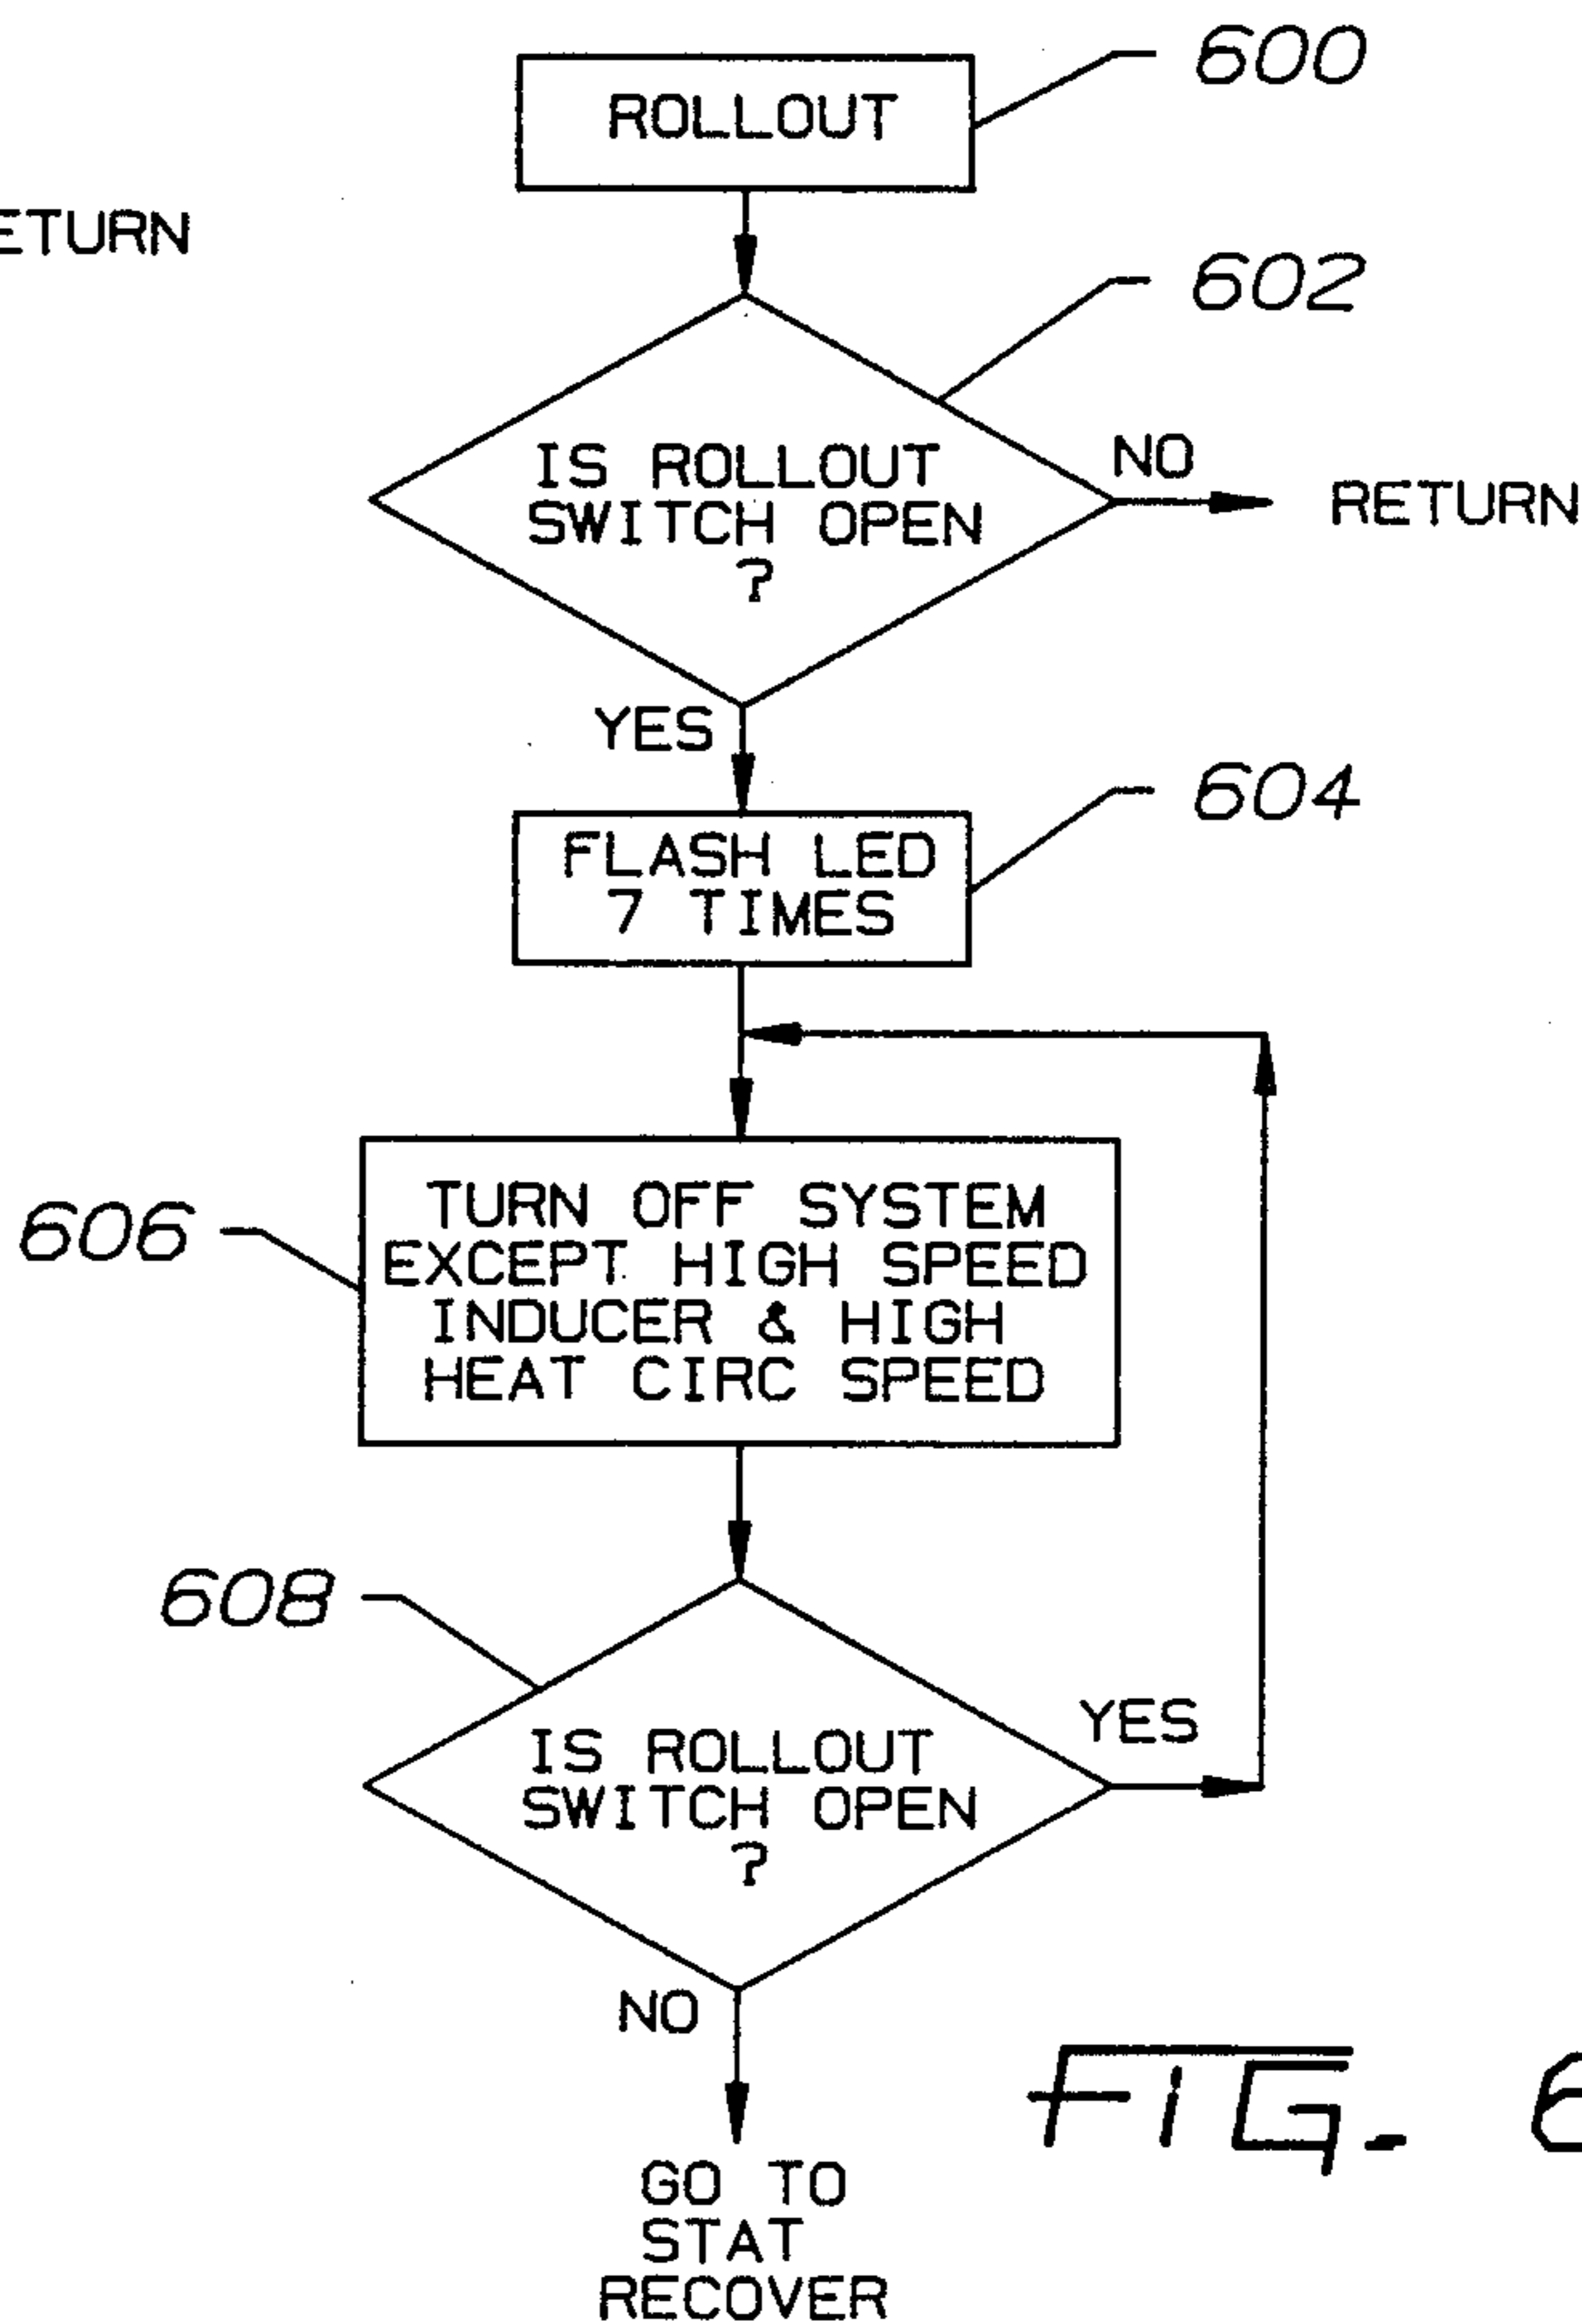 600
ROLLOUT
ETURN
602
IS ROLLOUT
SWITCH OPEN
?
NO
RETURN
YES
604
FLASH LED
7 TIMES
606
TURN OFF SYSTEM
EXCEPT HIGH SPEED
INDUCER & HIGH
HEAT CIRC SPEED
608
IS ROLLOUT
SWITCH OPEN
?
YES
NO
GO TO
STAT
RECOVER
FIG. 6